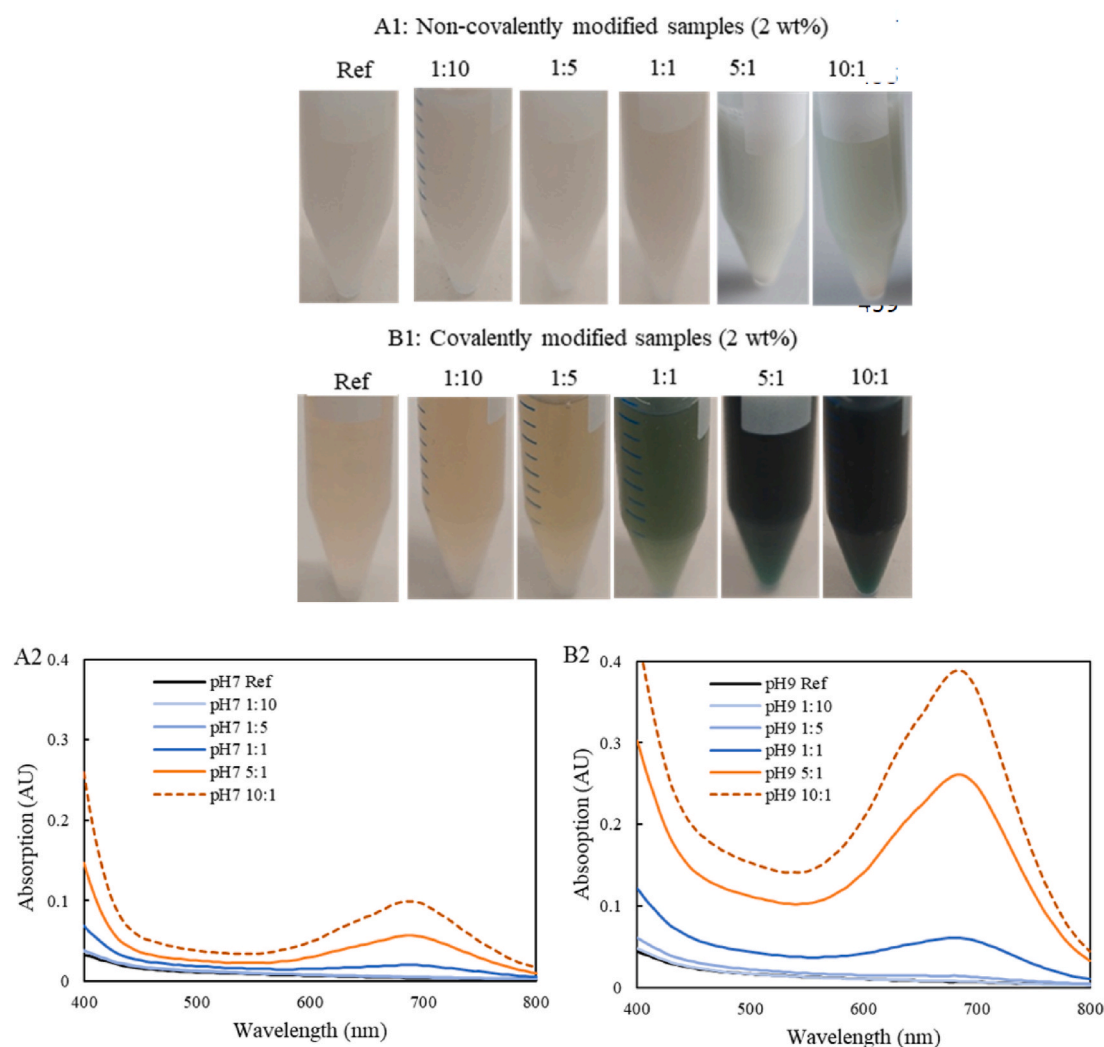 A1: Non-covalently modified samples (2 wt%)
Ref 1:10 1:5 1:1 5:1 10:1
B1: Covalently modified samples (2 wt%)
Ref 1:10 1:5 1:1 5:1 10:1
A2
0.4
0.3
0.2
0.1
0
Absorption (AU)
pH7 Ref
pH7 1:10
pH7 1:5
pH7 1:1
pH7 5:1
pH7 10:1
400 500 600 700 800
Wavelength (nm)
B2
0.4
0.3
0.2
0.1
0
Absooption (AU)
pH9 Ref
pH9 1:10
pH9 1:5
pH9 1:1
pH9 5:1
pH9 10:1
400 500 600 700 800
Wavelength (nm)